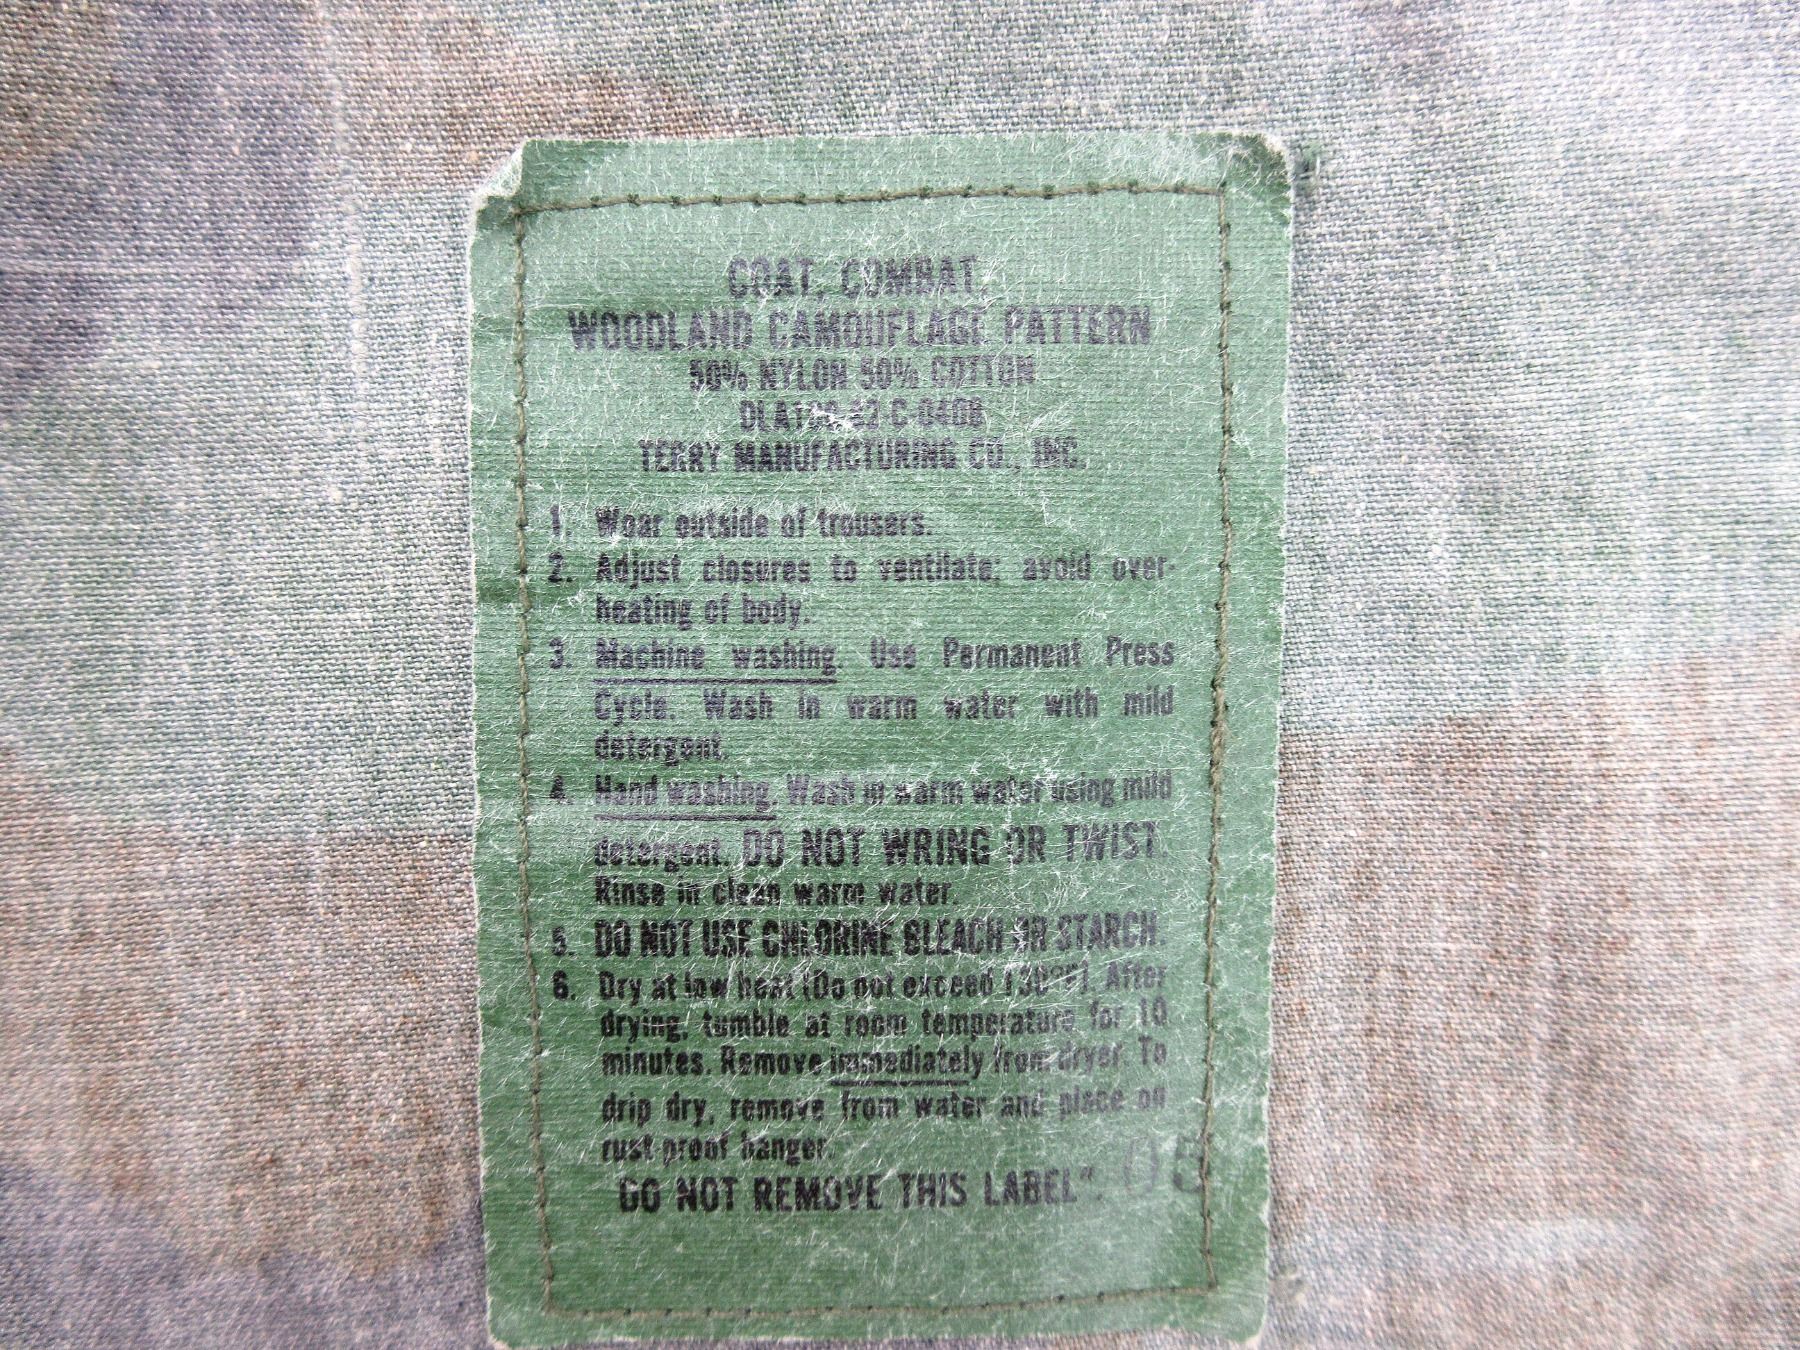 COAT, COMBAT,
WOODLAND CAMOUFLAGE PATTERN
50% NYLON 50% COTTON
DLA100-82-C-0408
TERRY MANUFACTURING CO., INC.
1. Wear outside of trousers.
2. Adjust closures to ventilate; avoid over-
heating of body.
3. Machine washing. Use Permanent Press
Cycle. Wash in warm water with mild
detergent.
4. Hand washing. Wash in warm water using mild
detergent. DO NOT WRING OR TWIST.
Rinse in clean warm water.
5. DO NOT USE CHLORINE BLEACH OR STARCH.
6. Dry at low heat (Do not exceed 130°F). After
drying, tumble at room temperature for 10
minutes. Remove immediately from dryer. To
drip dry, remove from water and place on
rust proof hanger.
DO NOT REMOVE THIS LABEL".
05